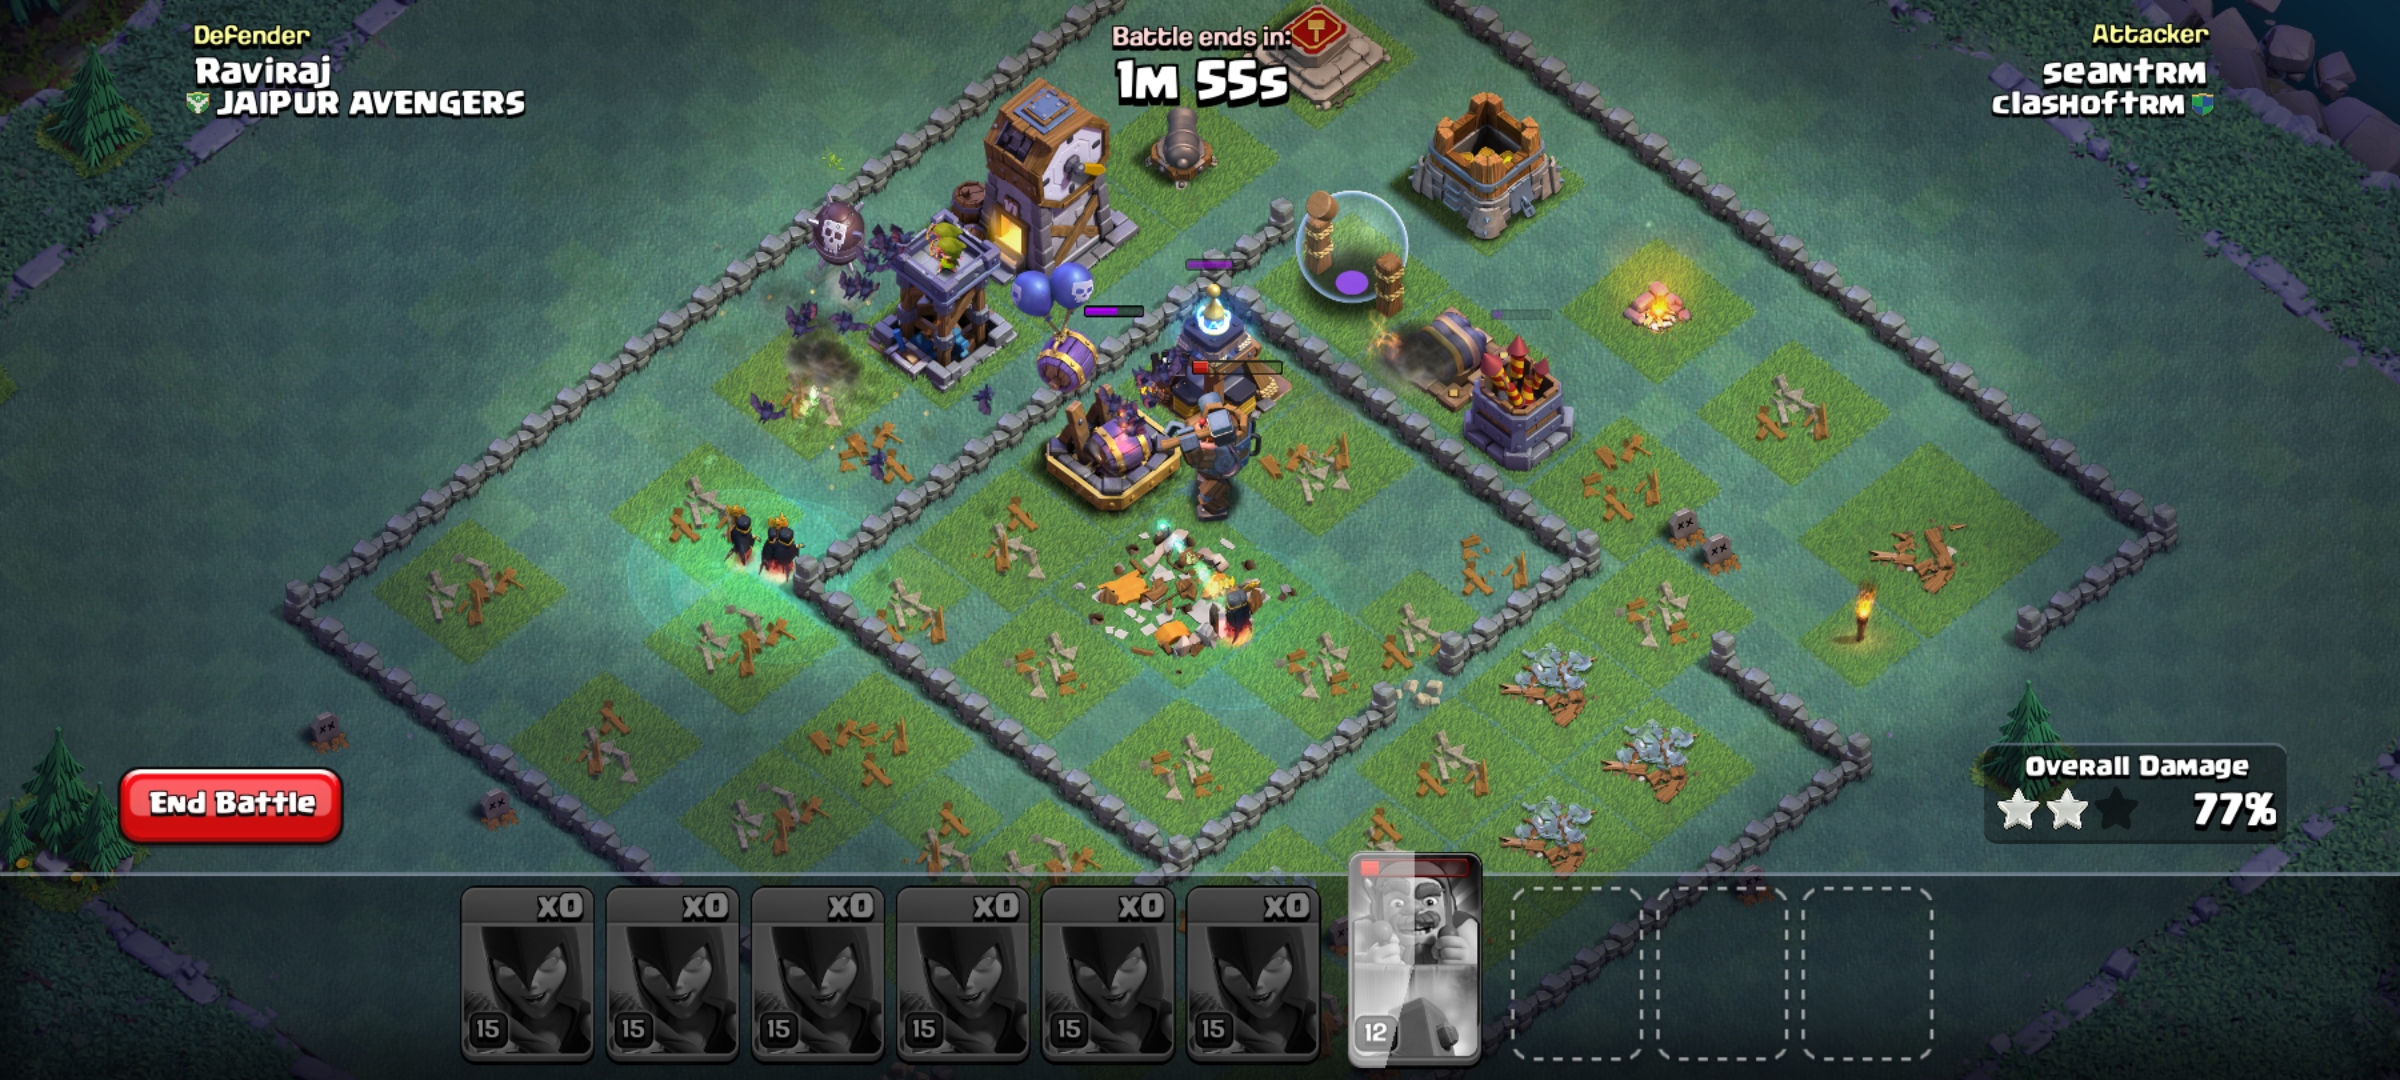 Defender
Raviraj
JAIPUR AVENGERS
Battle ends in:
1M 55s
Attacker
seantRM
clashoftRM
End Battle
Overall Damage
77%
x0
x0
x0
x0
x0
x0
15
15
15
15
15
15
12